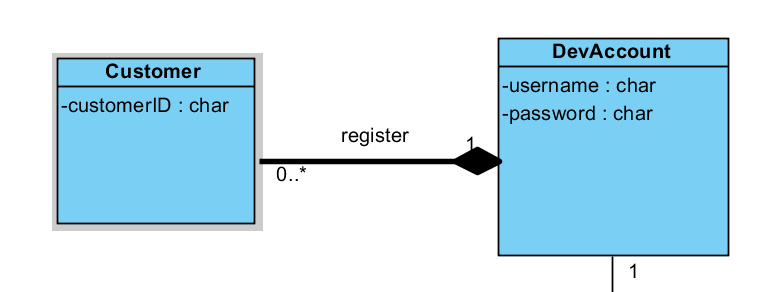 Customer
-customerID : char
register
0..*
1
DevAccount
-username : char
-password : char
1